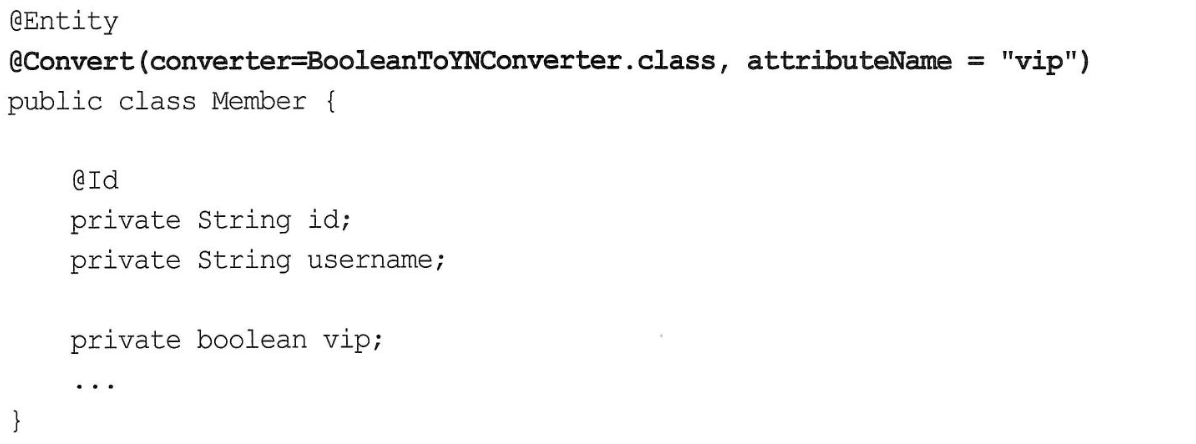 @Entity
@Convert(converter=BooleanToYNConverter.class, attributeName = "vip")
public class Member {
@Id
private String id;
private String username;
private boolean vip;
...
}